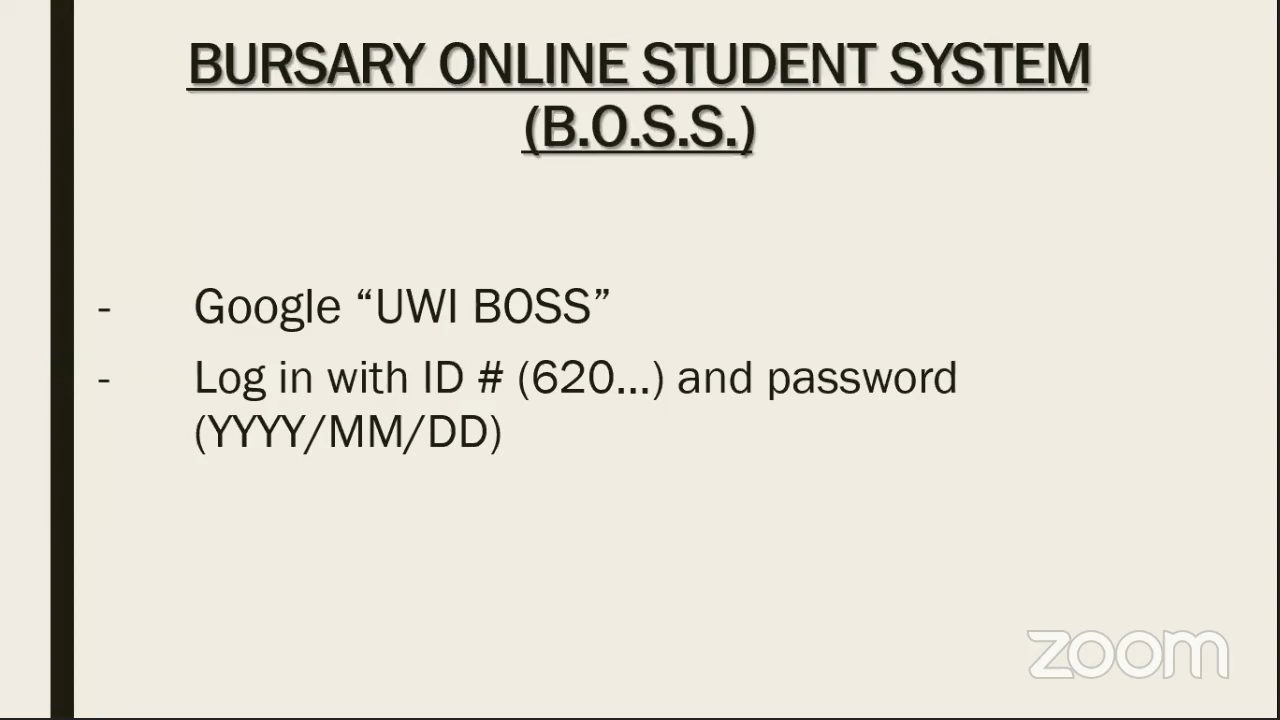 BURSARY ONLINE STUDENT SYSTEM
(B.O.S.S.)
- Google “UWI BOSS”
- Log in with ID # (620...) and password
(YYYY/MM/DD)
zoom